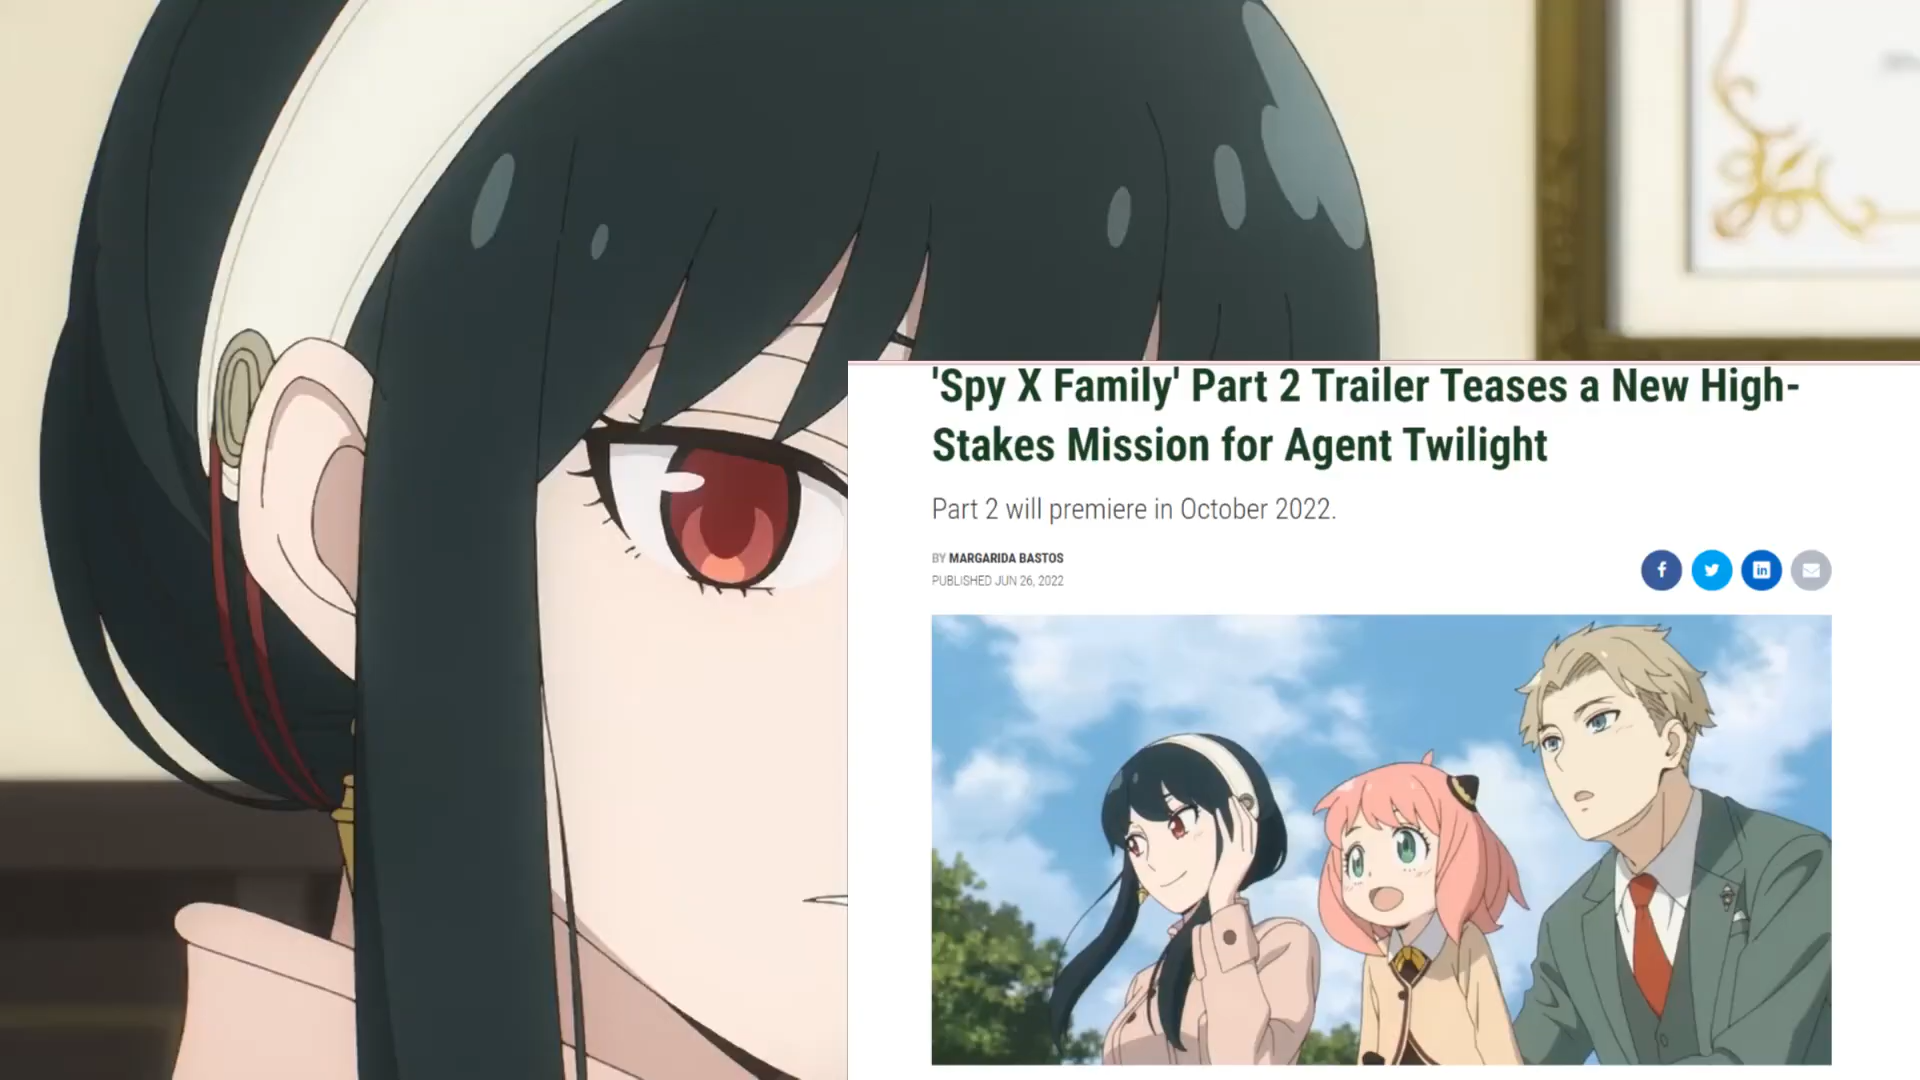 'Spy X Family' Part 2 Trailer Teases a New High-
Stakes Mission for Agent Twilight
Part 2 will premiere in October 2022.
BY MARGARIDA BASTOS
PUBLISHED JUN 26, 2022